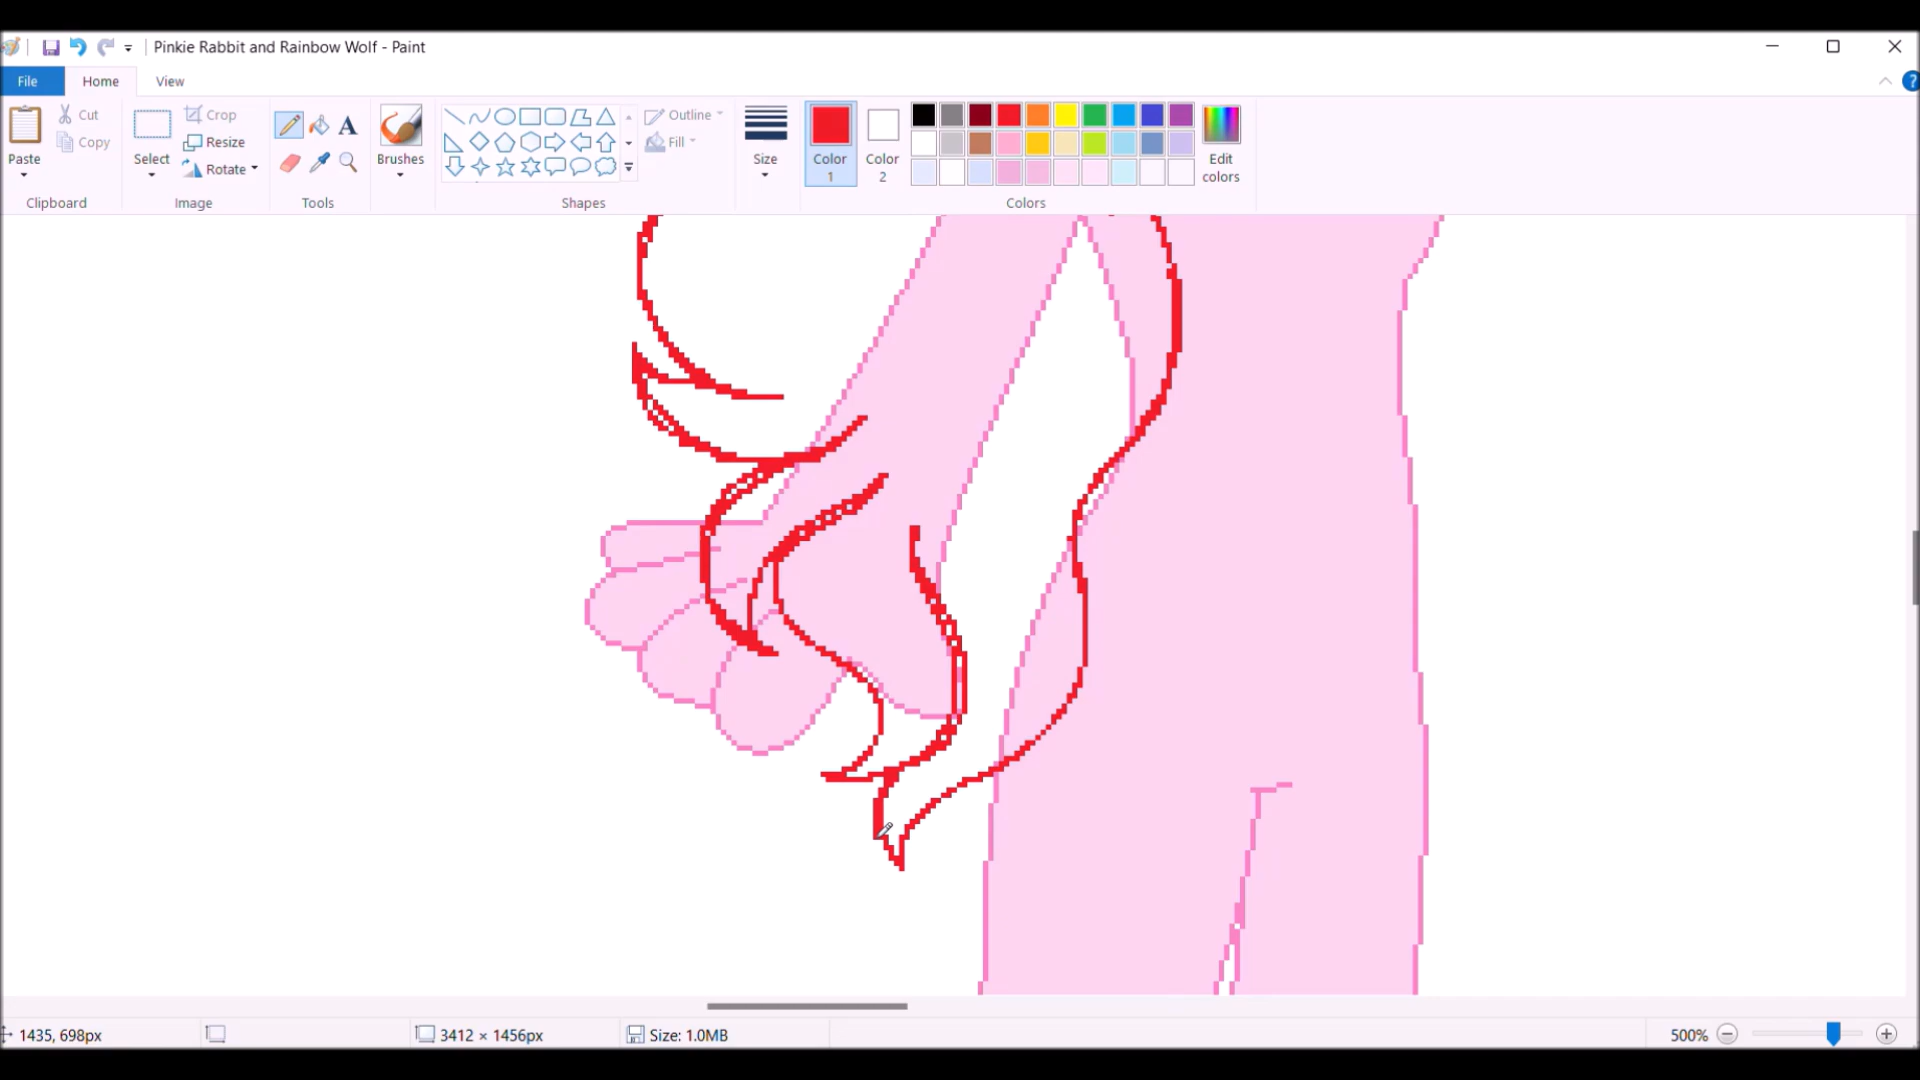 Pinkie Rabbit and Rainbow Wolf - Paint
File Home View
Paste
Cut
Copy
Clipboard
Select
Crop
Resize
Rotate
Image
A
Tools
Brushes
Shapes
Outline
Fill
Size
Color
1
Color
2
Edit
colors
Colors
?
1435, 698px
3412 × 1456px
Size: 1.0MB
500%